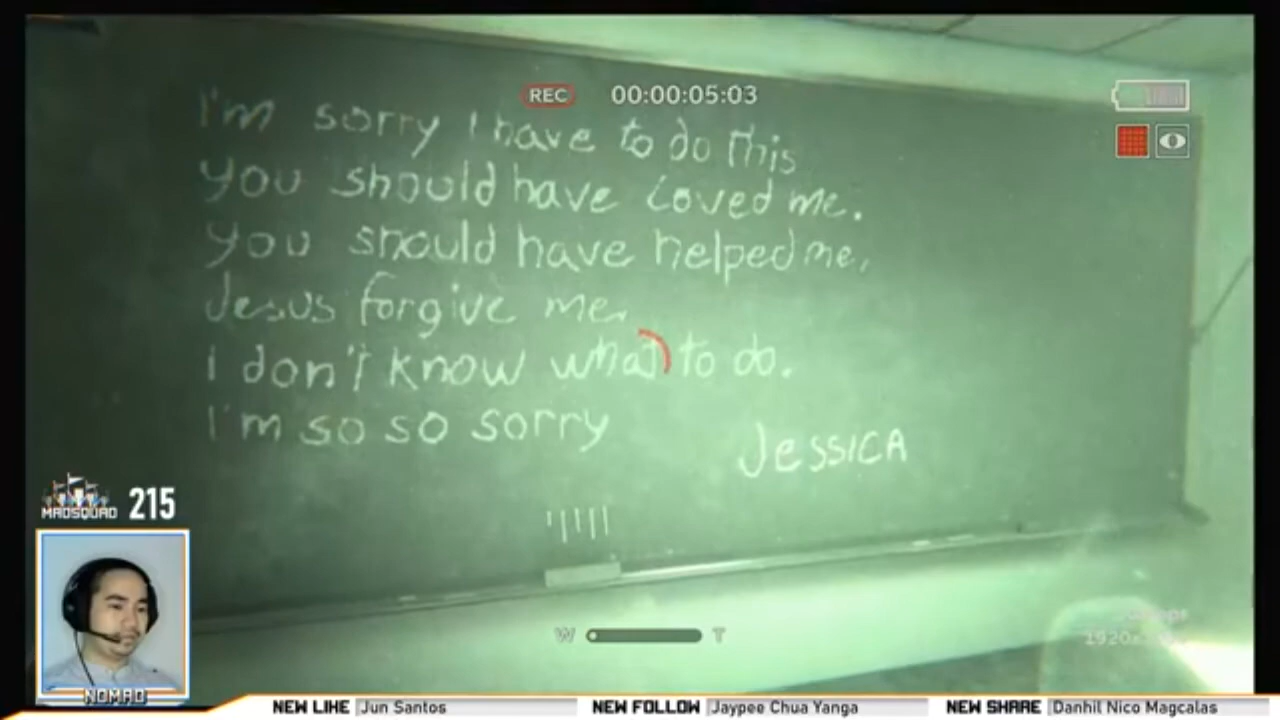 REC 00:00:05:03
I'm sorry I have to do this
you should have loved me.
you should have helped me.
Jesus forgive me.
I don't know what to do.
I'm so so sorry
JessicA
MADSQUAD 215
W T
NOMAD
NEW LIKE Jun Santos NEW FOLLOW Jaypee Chua Yanga NEW SHARE Danhil Nico Magcalas